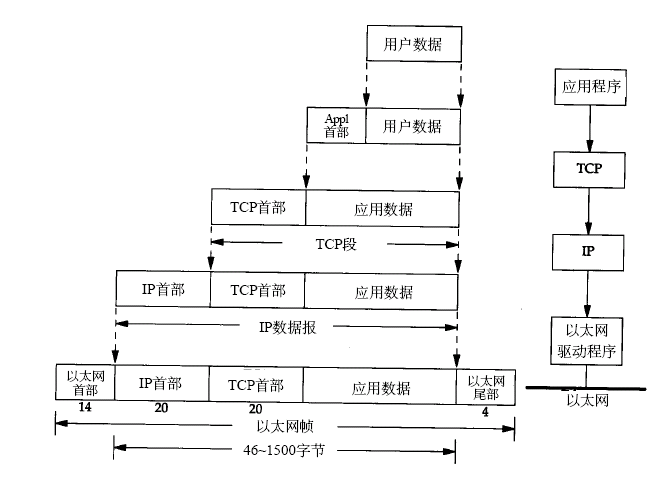 用户数据
Appl
首部
用户数据
TCP首部
应用数据
TCP段
IP首部
TCP首部
应用数据
IP数据报
以太网
首部
IP首部
TCP首部
应用数据
以太网
尾部
14
20
20
4
以太网帧
46~1500字节
应用程序
TCP
IP
以太网
驱动程序
以太网